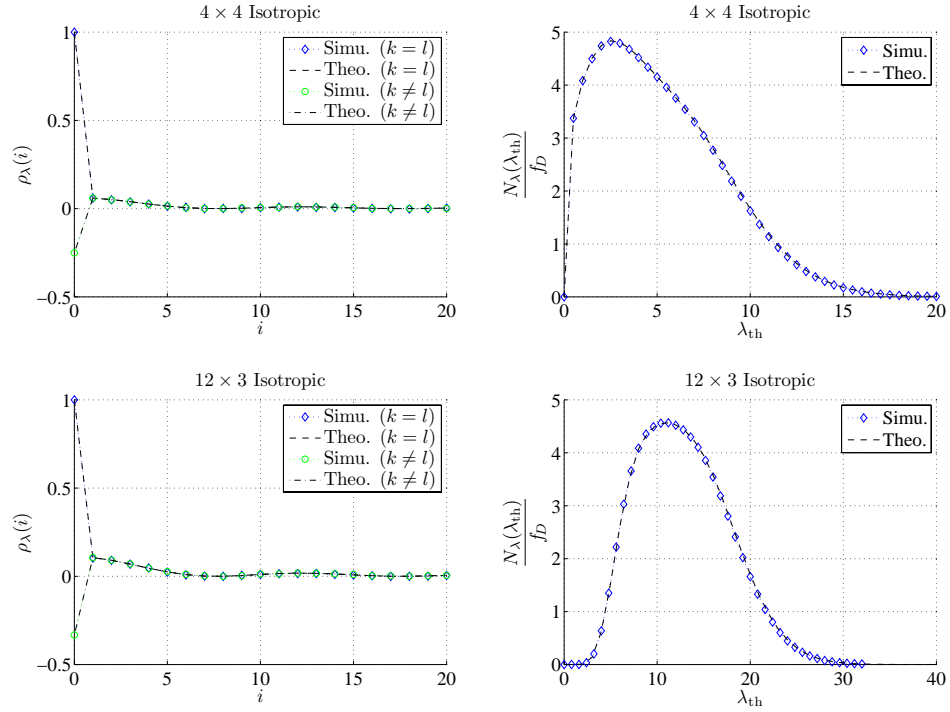 4 × 4 Isotropic
1
0.5
0
−0.5
0
5
10
15
20
ρλ(i)
i
Simu. (k = l)
Theo. (k = l)
Simu. (k ≠ l)
Theo. (k ≠ l)
4 × 4 Isotropic
5
4
3
2
1
0
0
5
10
15
20
Nλ(λth)
fD
λth
Simu.
Theo.
12 × 3 Isotropic
1
0.5
0
−0.5
0
5
10
15
20
ρλ(i)
i
Simu. (k = l)
Theo. (k = l)
Simu. (k ≠ l)
Theo. (k ≠ l)
12 × 3 Isotropic
5
4
3
2
1
0
0
10
20
30
40
Nλ(λth)
fD
λth
Simu.
Theo.